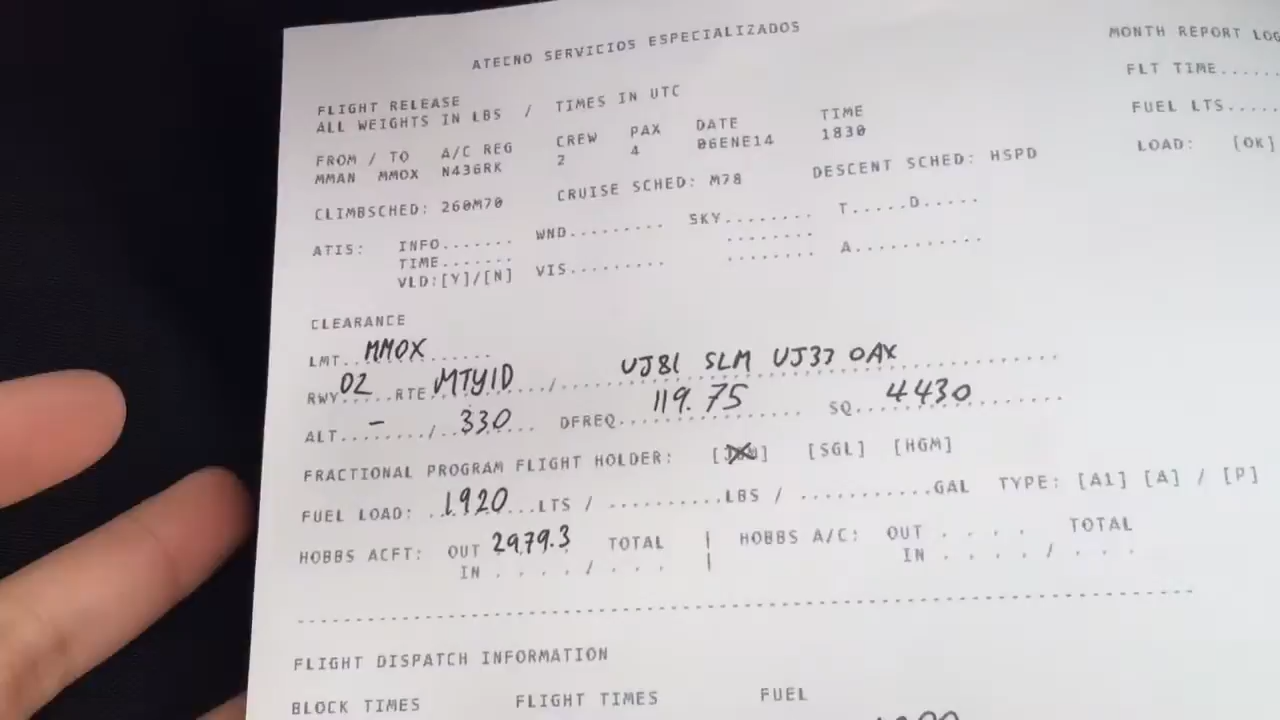 ATECNO SERVICIOS ESPECIALIZADOS
MONTH REPORT LOG
FLT TIME.....
FUEL LTS.....
LOAD: [OK]
FLIGHT RELEASE
ALL WEIGHTS IN LBS / TIMES IN UTC
FROM / TO A/C REG CREW PAX DATE TIME
MMAN MMOX N436RK 2 4 06ENE14 1830
CLIMBSCHED: 260M70 CRUISE SCHED: M78 DESCENT SCHED: HSPD
ATIS: INFO....... WND......... SKY........ T.....D.....
TIME....... ........
VLD:[Y]/[N] VIS......... ........ A...........
CLEARANCE
LMT..MMOX......
RWY 02 RTE MTY1D .../.... UJ81 SLM UJ37 OAX
ALT...-..../..330... DFREQ...119.75...... SQ...4430......
FRACTIONAL PROGRAM FLIGHT HOLDER: [SGL] [HGM]
FUEL LOAD: ..1,920...LTS / ..........LBS / ...........GAL TYPE: [A1] [A] / [P]
HOBBS ACFT: OUT 2979.3 TOTAL | HOBBS A/C: OUT . . . . TOTAL
IN . . . . / . . . | IN . . . . / . . .
FLIGHT DISPATCH INFORMATION
BLOCK TIMES FLIGHT TIMES FUEL